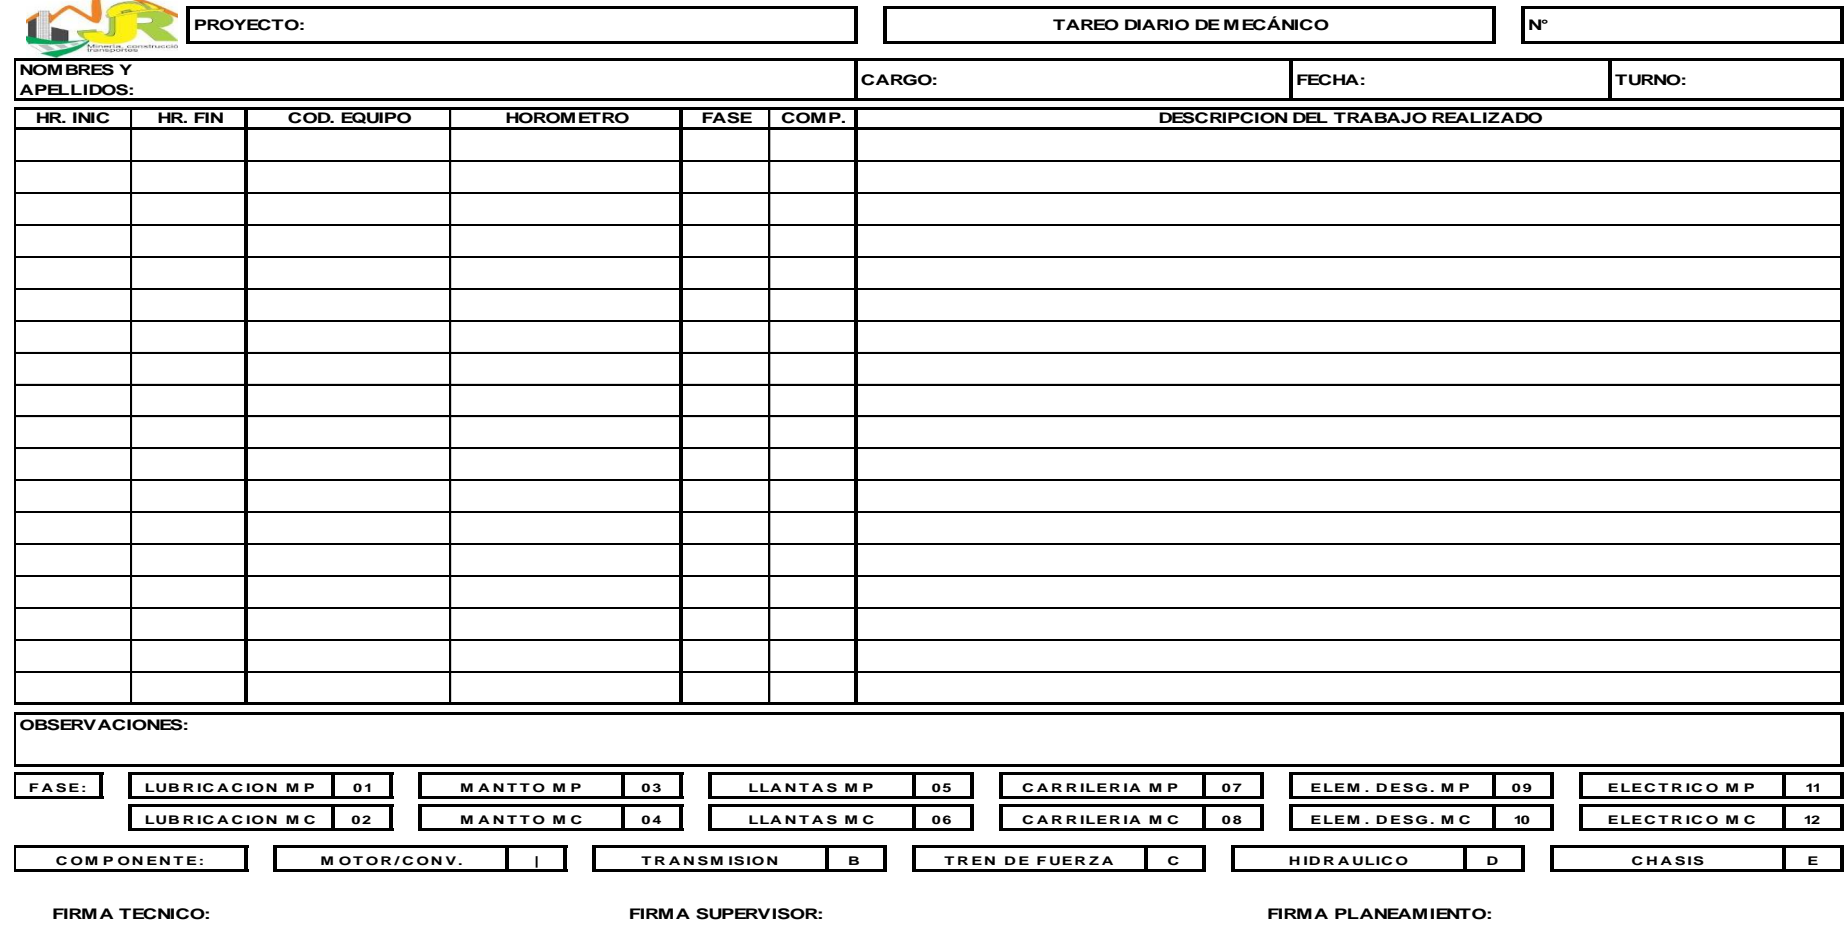 JR
Minería, construcció
transportes
PROYECTO:
TAREO DIARIO DE MECÁNICO
N°
NOMBRES Y
APELLIDOS:
CARGO:
FECHA:
TURNO:
HR. INIC HR. FIN COD. EQUIPO HOROMETRO FASE COMP. DESCRIPCION DEL TRABAJO REALIZADO
OBSERVACIONES:
FASE: LUBRICACION MP 01 MANTTO MP 03 LLANTAS MP 05 CARRILERIA MP 07 ELEM. DESG. MP 09 ELECTRICO MP 11
LUBRICACION MC 02 MANTTO MC 04 LLANTAS MC 06 CARRILERIA MC 08 ELEM. DESG. MC 10 ELECTRICO MC 12
COMPONENTE: MOTOR/CONV. | TRANSMISION B TREN DE FUERZA C HIDRAULICO D CHASIS E
FIRMA TECNICO: FIRMA SUPERVISOR: FIRMA PLANEAMIENTO: